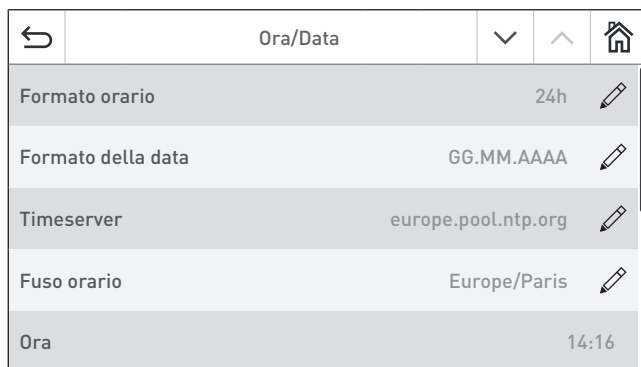 Ora/Data
Formato orario 24h
Formato della data GG.MM.AAAA
Timeserver europe.pool.ntp.org
Fuso orario Europe/Paris
Ora 14:16